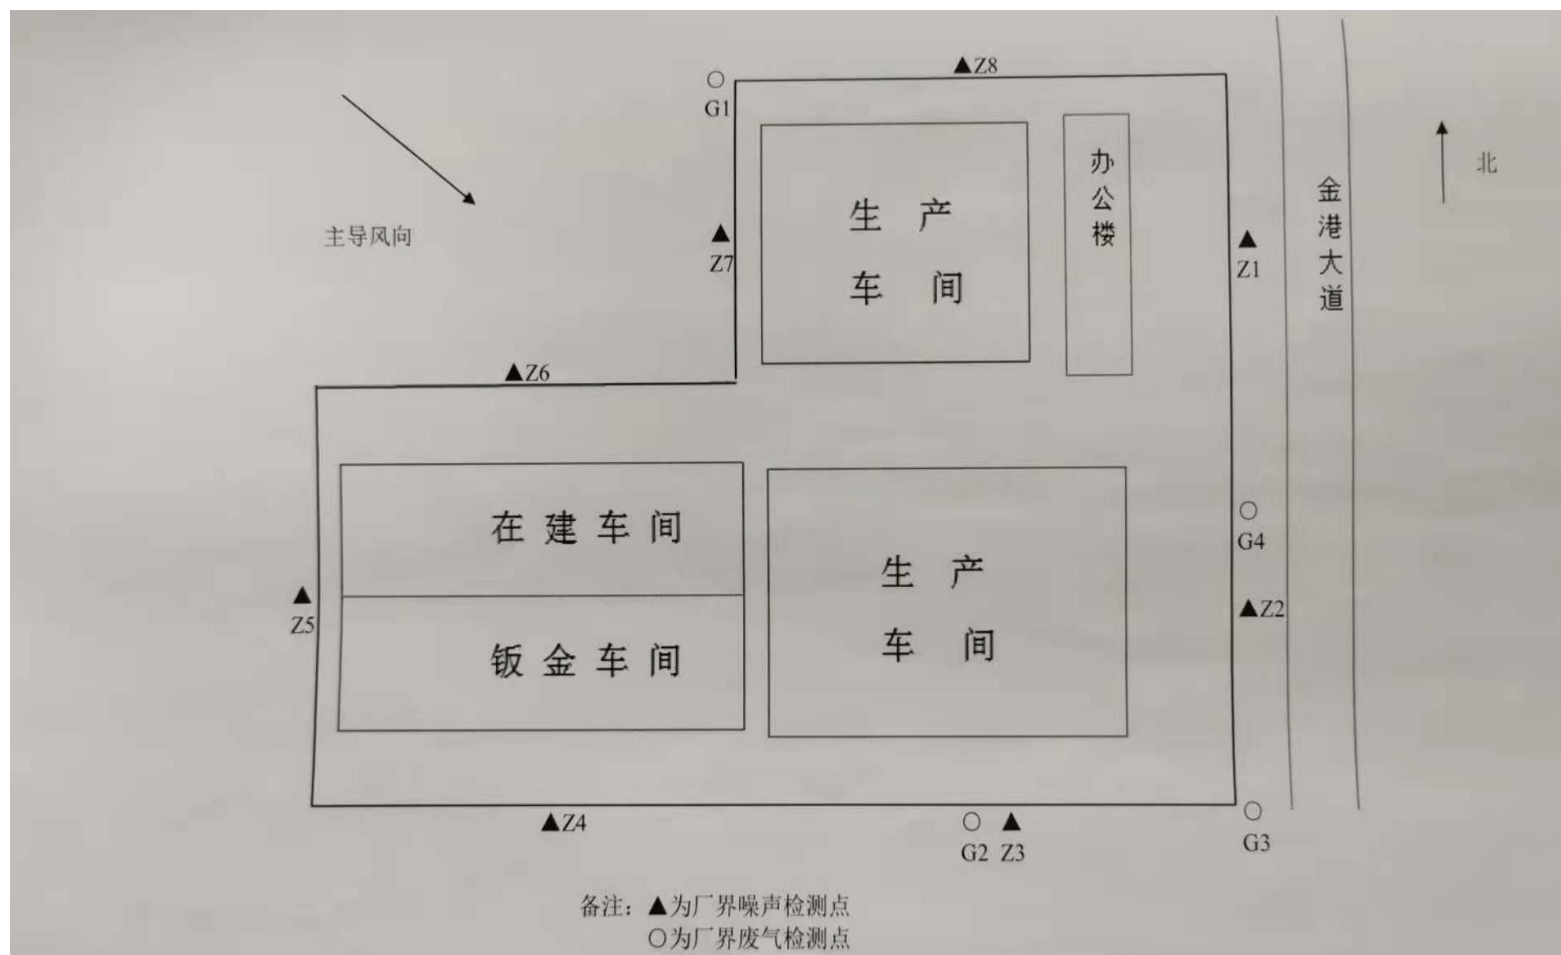 ▲Z8
G1
北
办公楼
金港大道
生 产
车 间
主导风向
▲
Z7
▲
Z1
▲Z6
在建车间
生 产
车 间
G4
▲
Z5
▲Z2
钣金车间
▲Z4
G2
▲
Z3
G3
备注：▲为厂界噪声检测点
○为厂界废气检测点